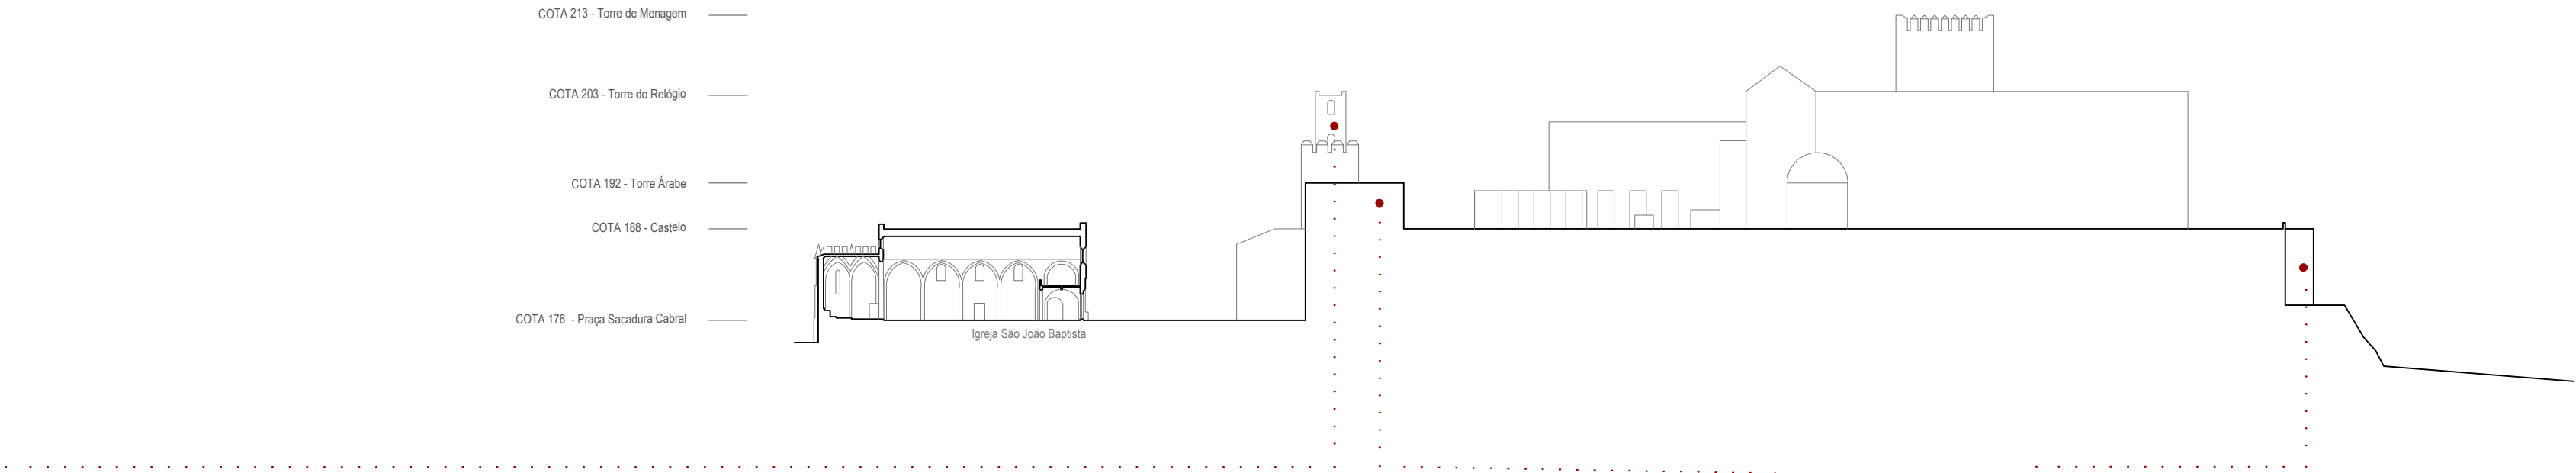 COTA 213 - Torre de Menagem
COTA 203 - Torre do Relógio
COTA 192 - Torre Árabe
COTA 188 - Castelo
COTA 176  - Praça Sacadura Cabral
Igreja São João Baptista